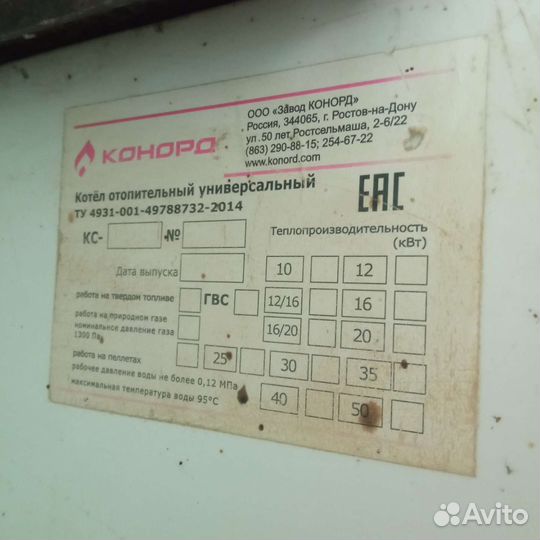 ООО «Завод КОНОРД»
Россия, 344065, г. Ростов-на-Дону
ул. 50 лет Ростсельмаша, 2-6/22
(863) 290-88-15; 254-67-22
www.konord.com
КОНОРД
Котёл отопительный универсальный
ТУ 4931-001-49788732-2014
EAC
КС- №
Теплопроизводительность
(кВт)
Дата выпуска
10 12
работа на твердом топливе ГВС 12/16 16
работа на природном газе
номинальное давление газа
1300 Па
16/20 20
работа на пеллетах 25 30 35
рабочее давление воды не более 0,12 МПа
максимальная температура воды 95°С
40 50
Avito